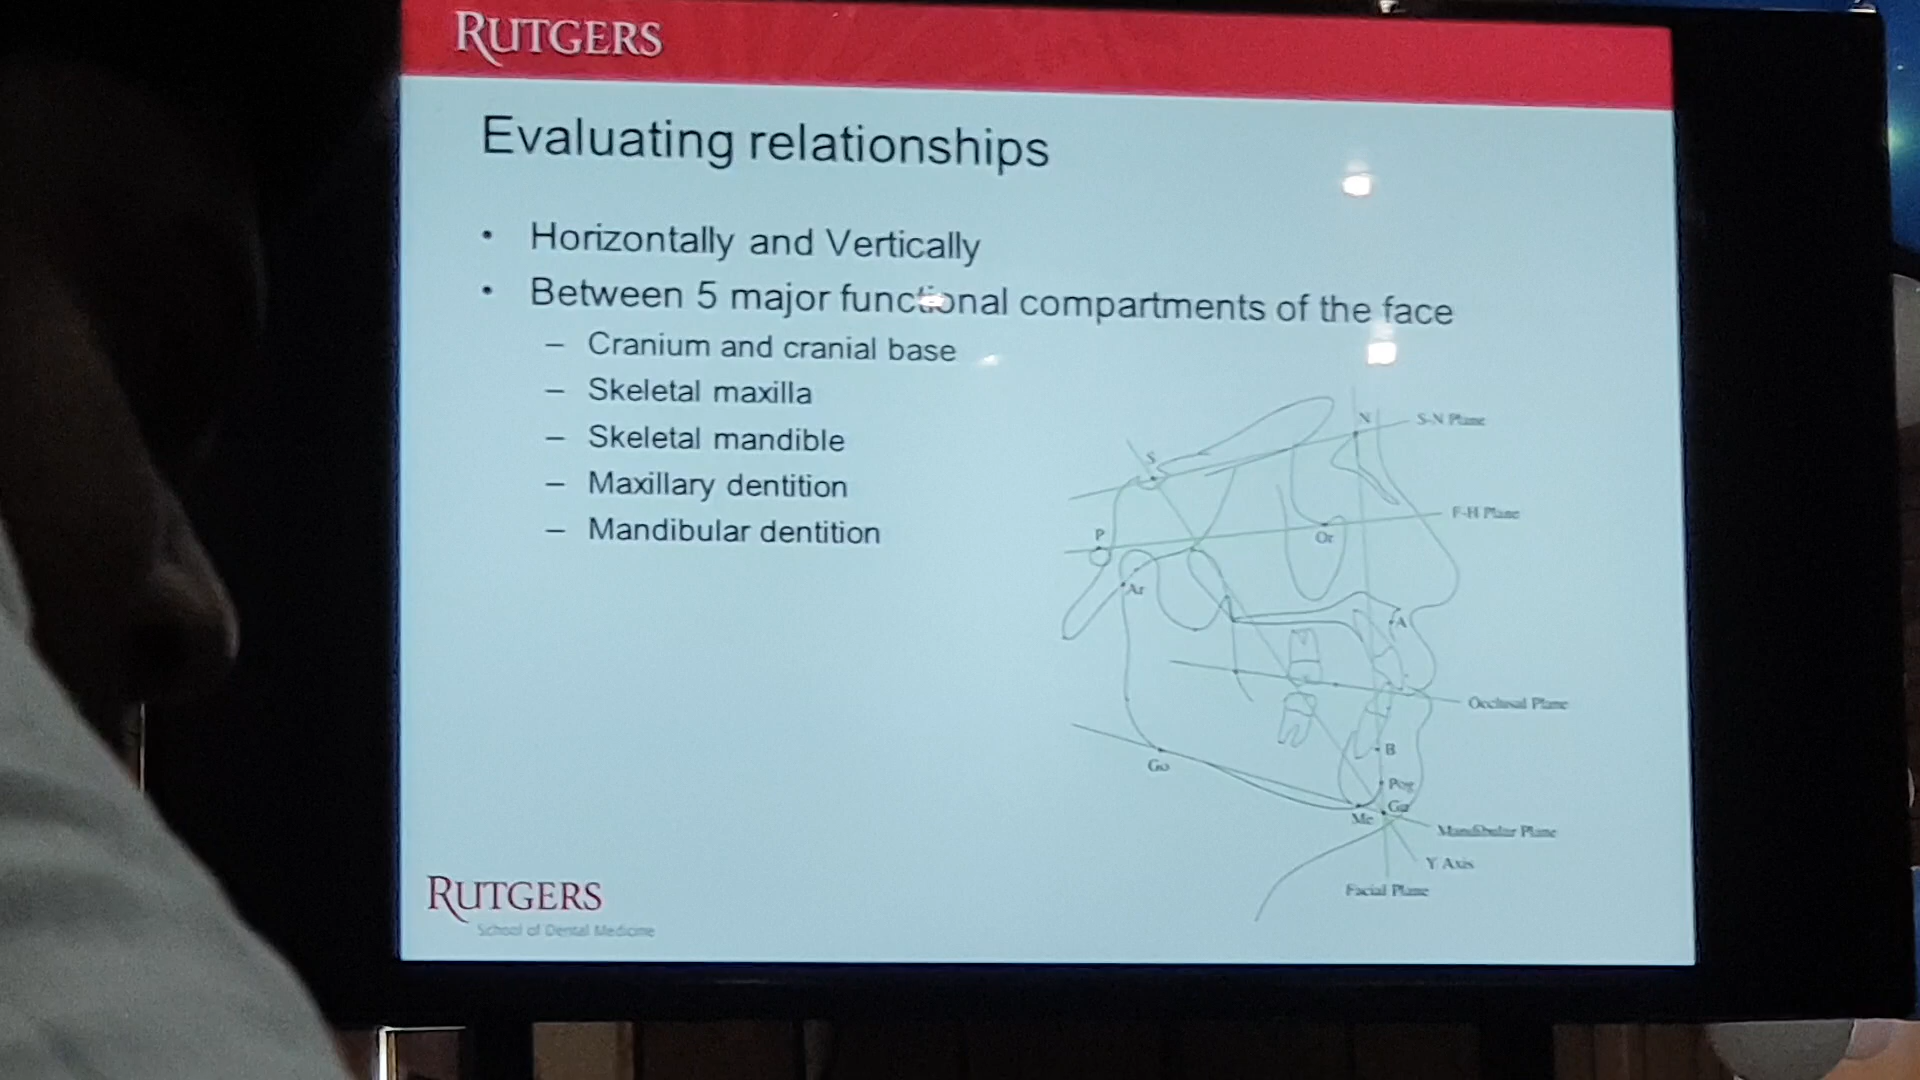 RUTGERS
Evaluating relationships
• Horizontally and Vertically
• Between 5 major functional compartments of the face
– Cranium and cranial base
– Skeletal maxilla
– Skeletal mandible
– Maxillary dentition
– Mandibular dentition
N
S-N Plane
S
F-H Plane
P
Or
Ar
A
Occlusal Plane
B
Go
Pog
Gn
Me
Mandibular Plane
Y Axis
Facial Plane
RUTGERS
School of Dental Medicine